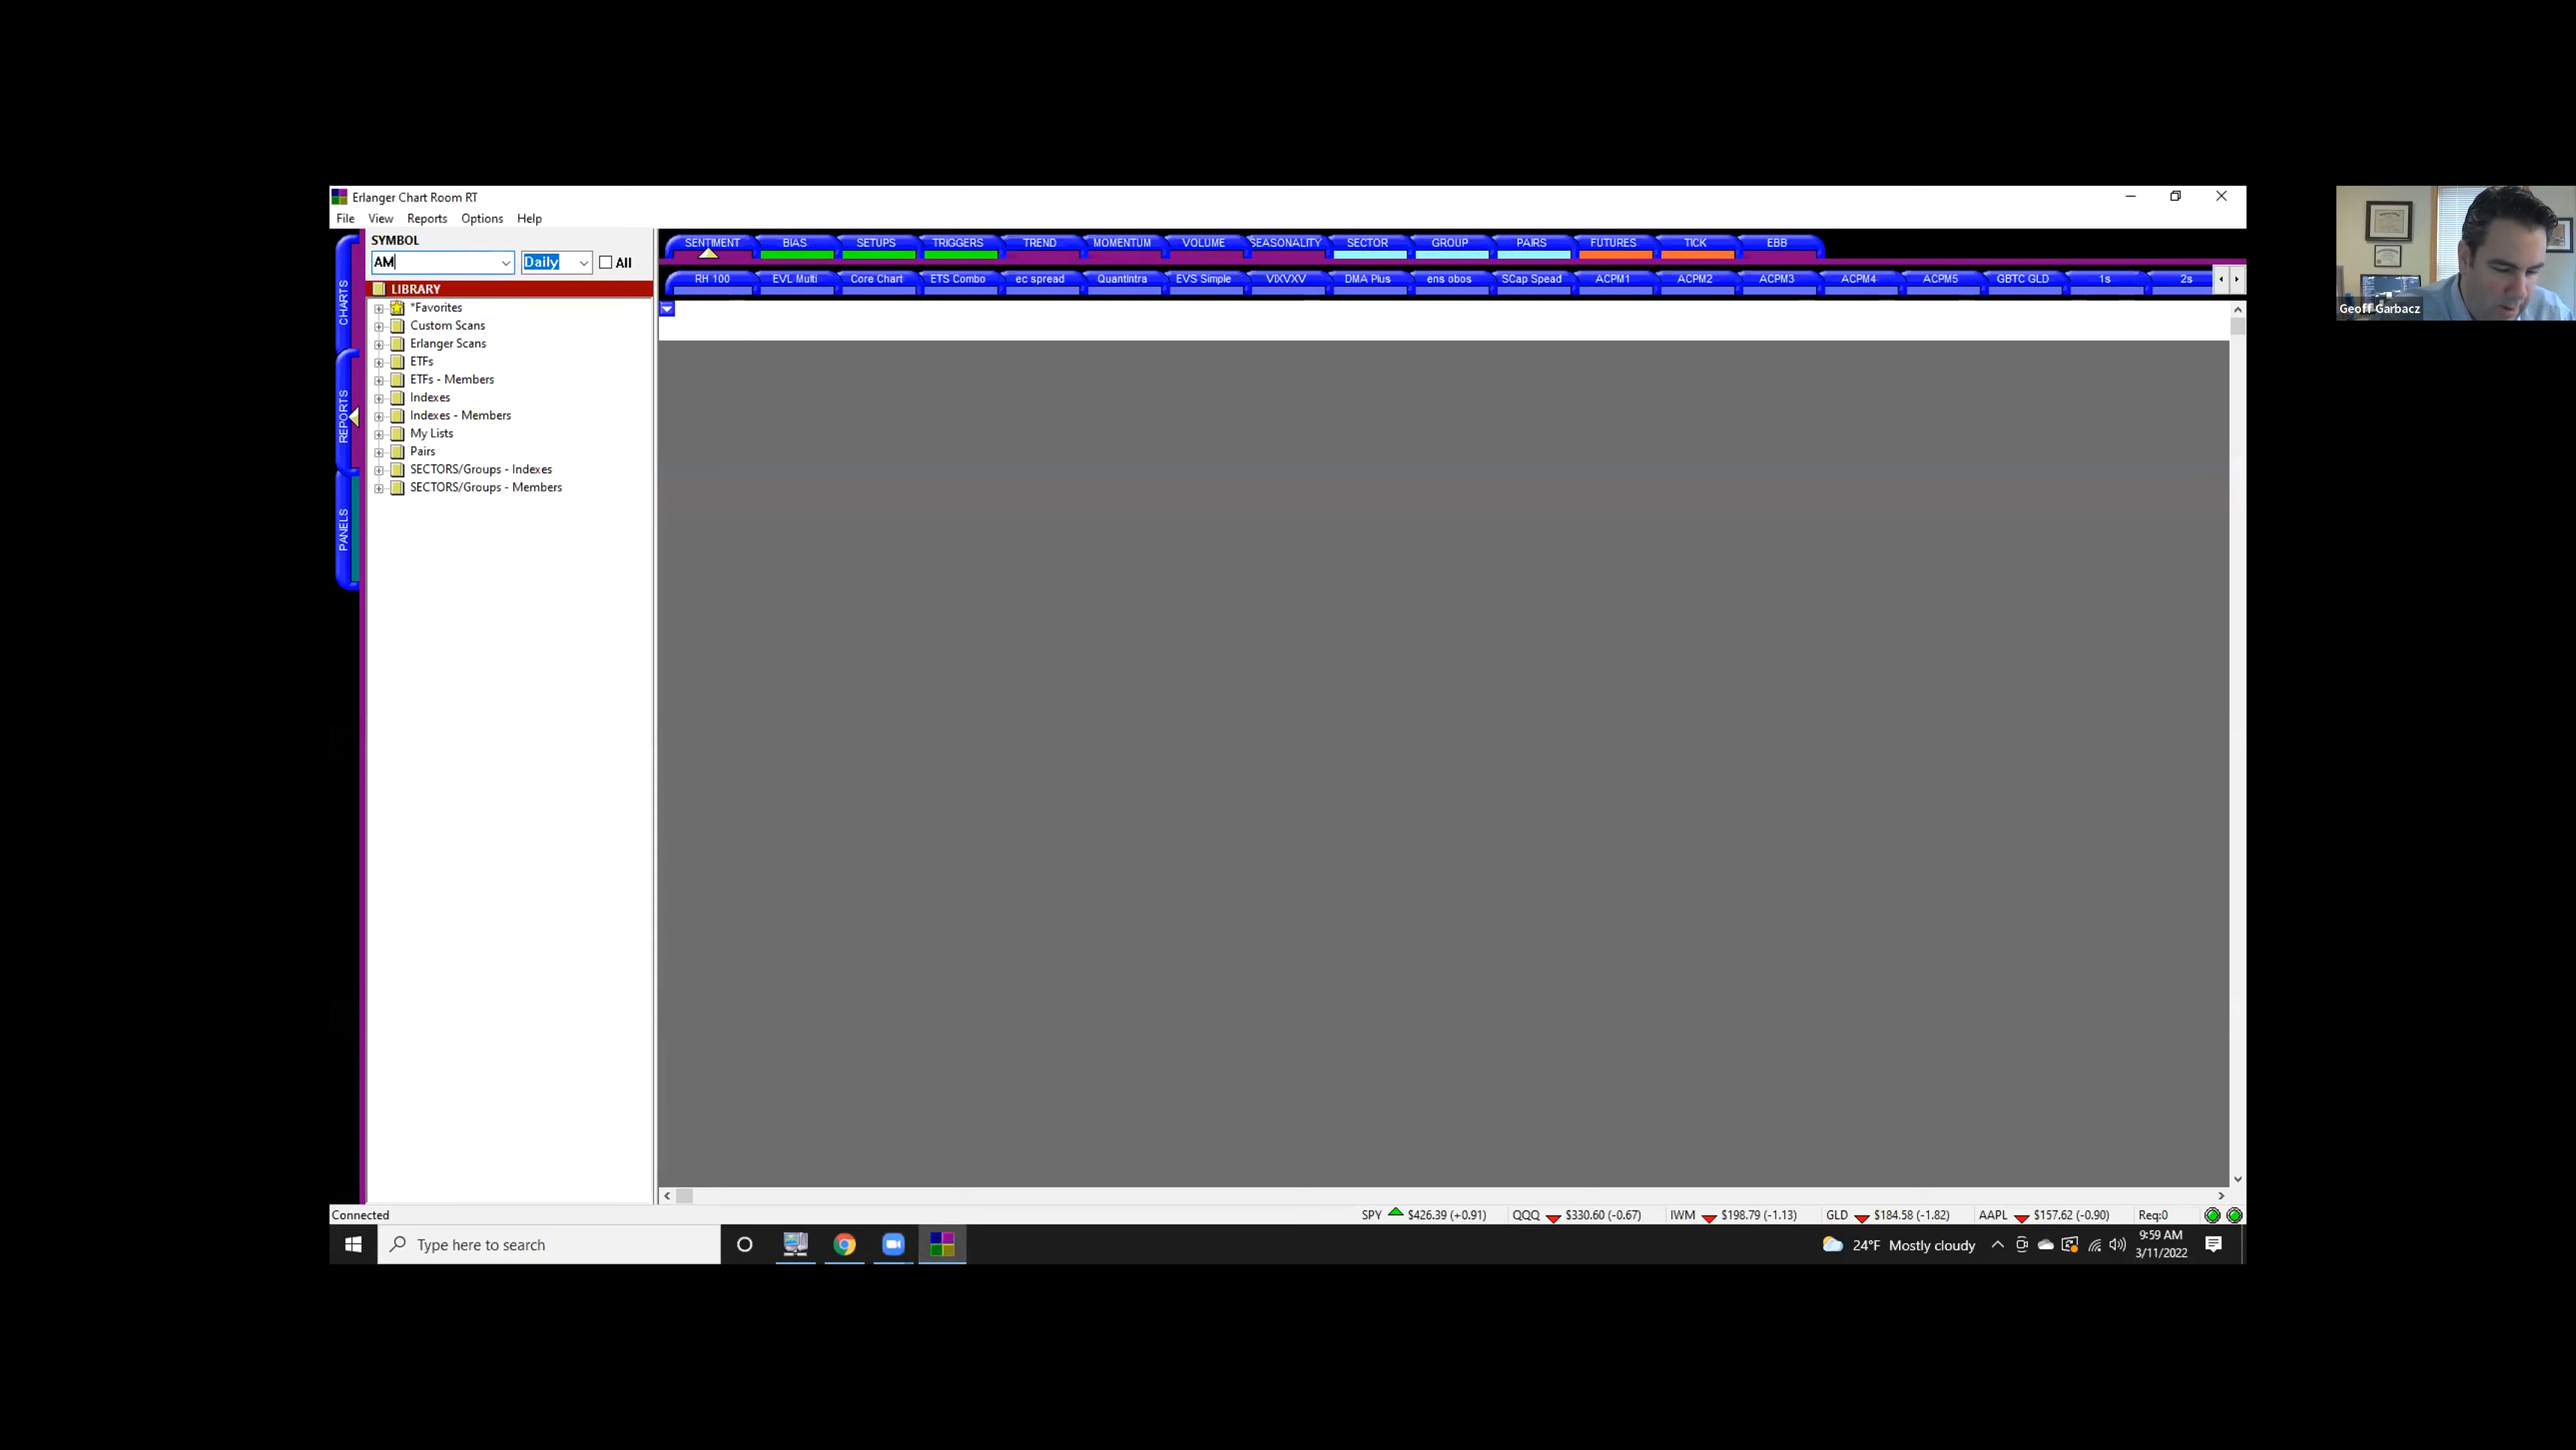 Erlanger Chart Room RT
File View Reports Options Help
SYMBOL
AM Daily All
LIBRARY
*Favorites
Custom Scans
Erlanger Scans
ETFs
ETFs - Members
Indexes
Indexes - Members
My Lists
Pairs
SECTORS/Groups - Indexes
SECTORS/Groups - Members
CHARTS
REPORTS
PANELS
SENTIMENT BIAS SETUPS TRIGGERS TREND MOMENTUM VOLUME SEASONALITY SECTOR GROUP PAIRS FUTURES TICK EBB
RH 100 EVL Multi Core Chart ETS Combo ec spread QuantIntra EVS Simple VIXVXV DMA Plus ens obos SCap Spead ACPM1 ACPM2 ACPM3 ACPM4 ACPM5 GBTC GLD 1s 2s
Geoff Garbacz
Connected SPY $426.39 (+0.91) QQQ $330.60 (-0.67) IWM $198.79 (-1.13) GLD $184.58 (-1.82) AAPL $157.62 (-0.90) Req:0
Type here to search 24°F Mostly cloudy 9:59 AM
3/11/2022